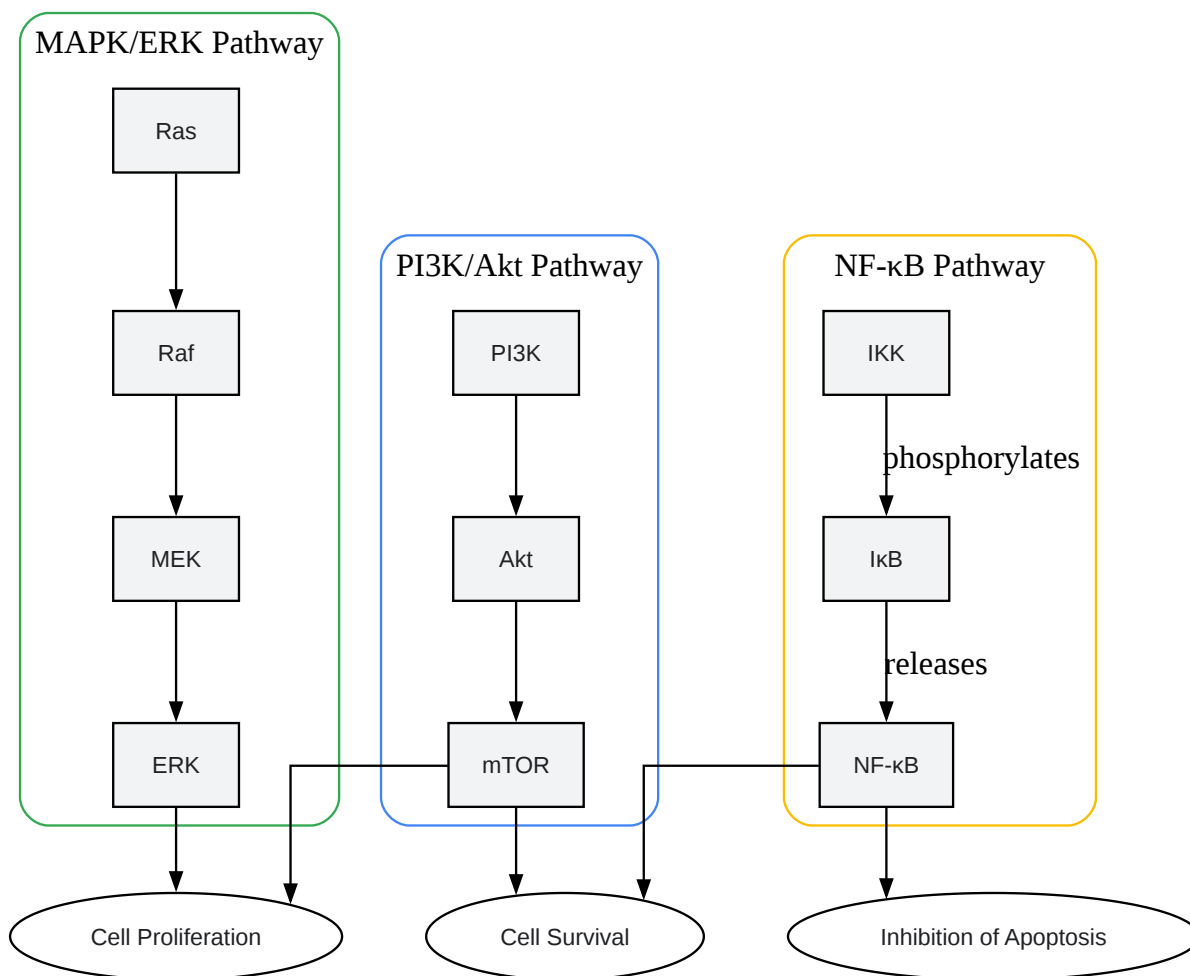 MAPK/ERK Pathway
Ras
Raf
MEK
ERK
PI3K/Akt Pathway
PI3K
Akt
mTOR
NF-κB Pathway
IKK
phosphorylates
IκB
releases
NF-κB
Cell Proliferation
Cell Survival
Inhibition of Apoptosis